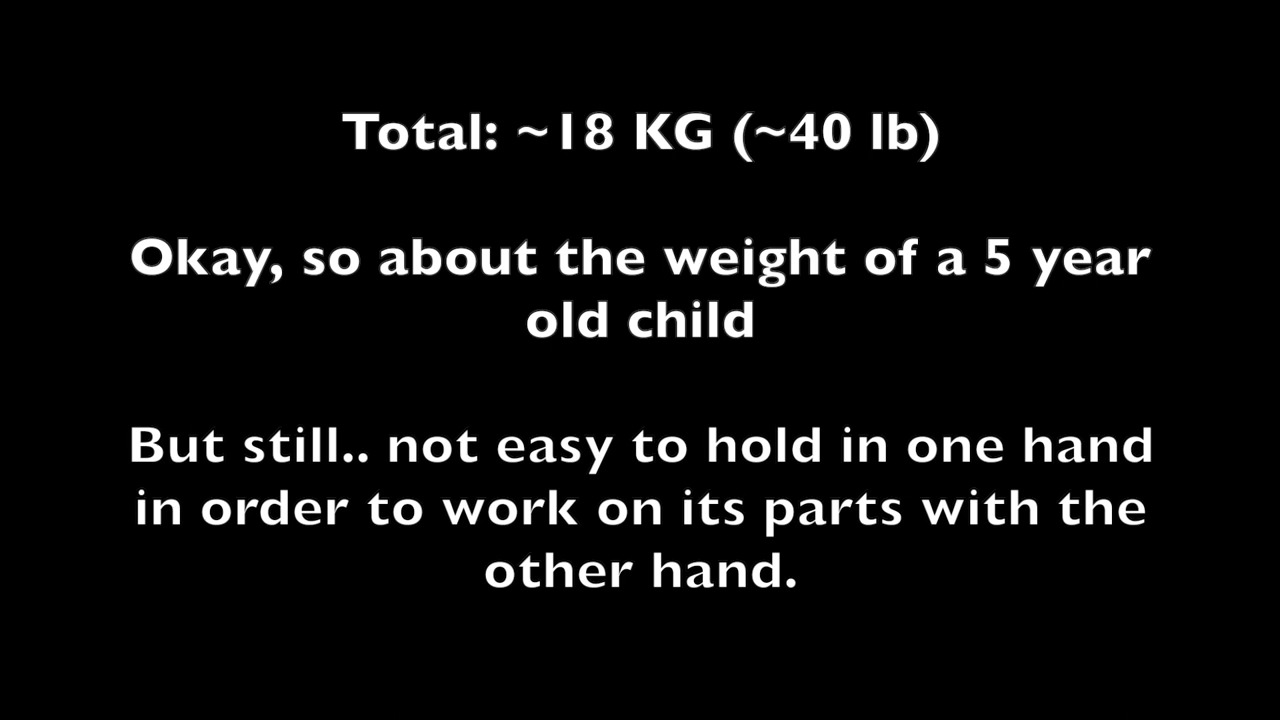 Total: ~18 KG (~40 lb)
Okay, so about the weight of a 5 year
old child
But still.. not easy to hold in one hand
in order to work on its parts with the
other hand.